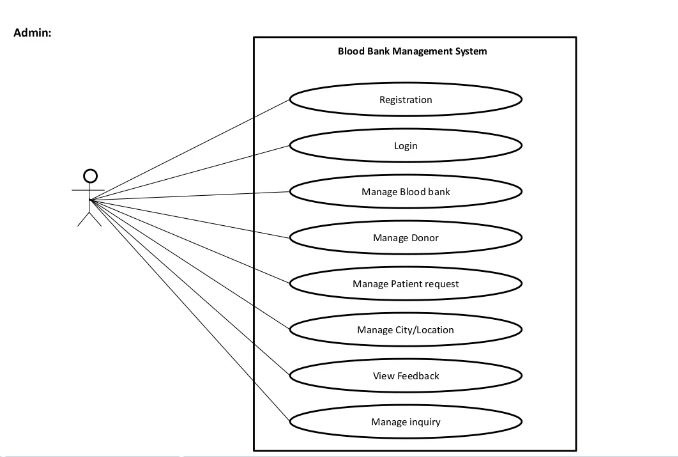 Admin:
Blood Bank Management System
Registration
Login
Manage Blood bank
Manage Donor
Manage Patient request
Manage City/Location
View Feedback
Manage inquiry